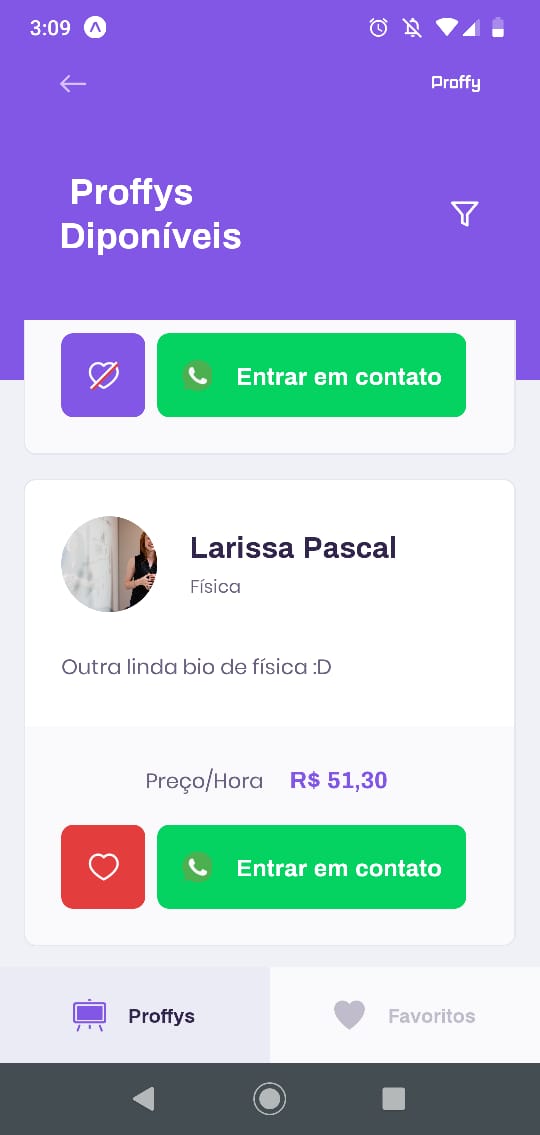 3:09
Proffy
Proffys
Diponíveis
Entrar em contato
Larissa Pascal
Física
Outra linda bio de física :D
Preço/Hora R$ 51,30
Entrar em contato
Proffys Favoritos